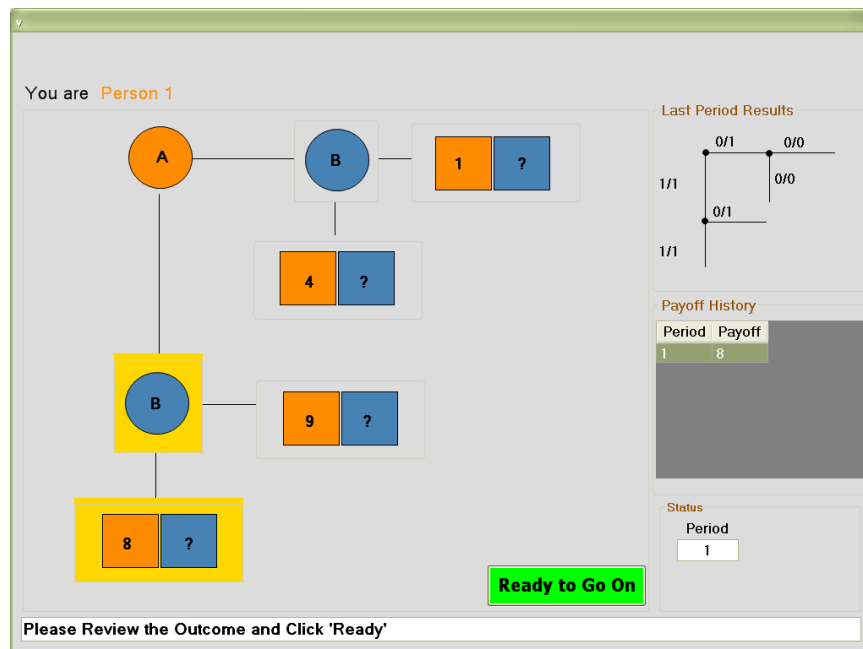 v
You are Person 1
A
B
1 ?
4 ?
B
9 ?
8 ?
Ready to Go On
Please Review the Outcome and Click 'Ready'
Last Period Results
0/1 0/0
1/1 0/0
0/1
1/1
Payoff History
Period Payoff
1 8
Status
Period
1